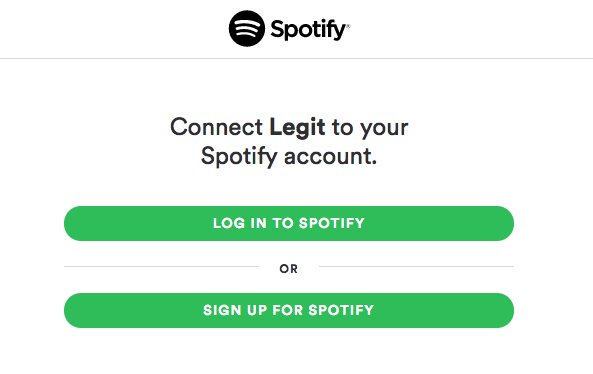 Spotify®
Connect Legit to your
Spotify account.
LOG IN TO SPOTIFY
OR
SIGN UP FOR SPOTIFY